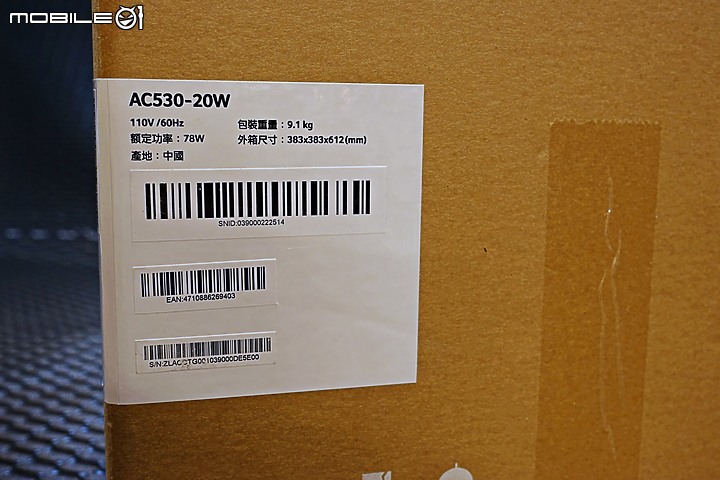 MOBILE01
AC530-20W
110V/60Hz
包裝重量：9.1 kg
額定功率：78W
外箱尺寸：383x383x612(mm)
產地：中國
SNID:039000222514
EAN:4710886269403